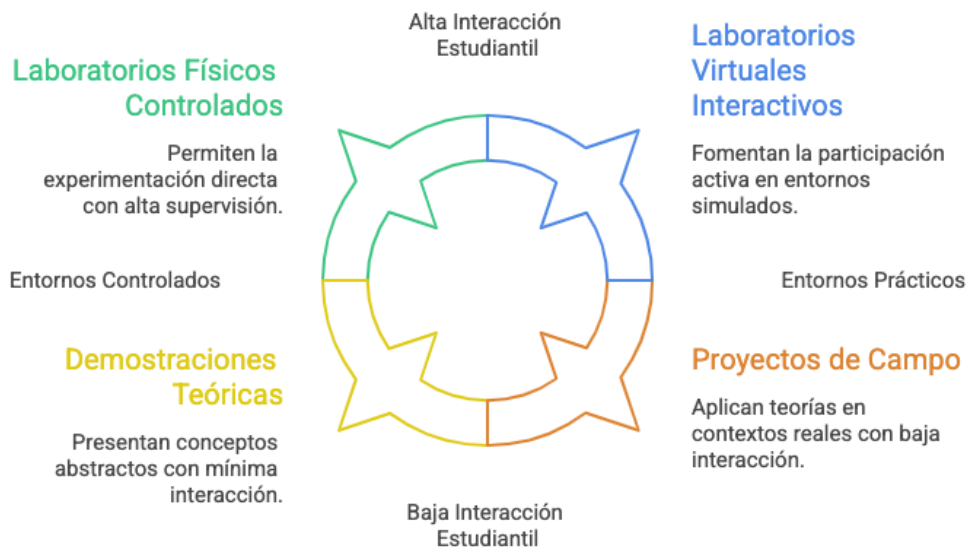 Alta Interacción
Estudiantil
Laboratorios Físicos
Controlados
Permiten la
experimentación directa
con alta supervisión.
Laboratorios
Virtuales
Interactivos
Fomentan la participación
activa en entornos
simulados.
Entornos Controlados
Entornos Prácticos
Demostraciones
Teóricas
Presentan conceptos
abstractos con mínima
interacción.
Proyectos de Campo
Aplican teorías en
contextos reales con baja
interacción.
Baja Interacción
Estudiantil